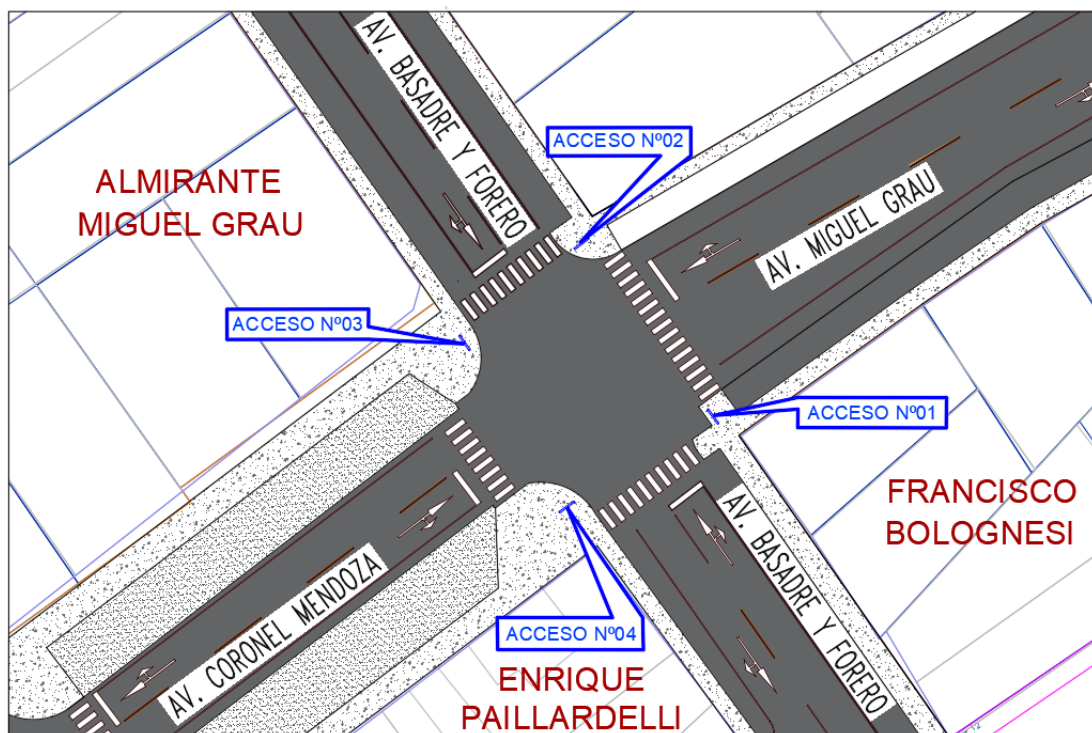 AV. BASADRE Y FORERO
ACCESO Nº02
ALMIRANTE
MIGUEL GRAU
AV. MIGUEL GRAU
ACCESO Nº03
ACCESO Nº01
FRANCISCO
BOLOGNESI
AV. BASADRE Y FORERO
AV. CORONEL MENDOZA
ACCESO Nº04
ENRIQUE
PAILLARDELLI